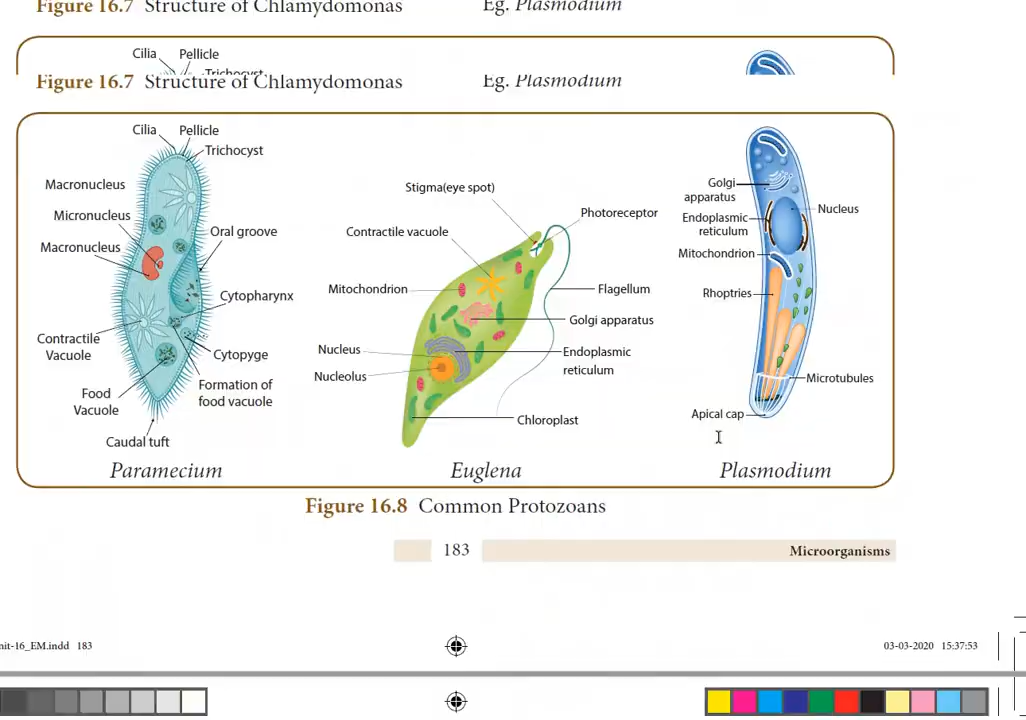 Figure 16.7 Structure of Chlamydomonas
Eg. Plasmodium
Cilia
Pellicle
Trichocyst
Figure 16.7 Structure of Chlamydomonas
Eg. Plasmodium
Cilia
Pellicle
Trichocyst
Macronucleus
Micronucleus
Macronucleus
Oral groove
Cytopharynx
Contractile
Vacuole
Cytopyge
Food
Vacuole
Formation of
food vacuole
Caudal tuft
Paramecium
Stigma(eye spot)
Photoreceptor
Contractile vacuole
Mitochondrion
Flagellum
Golgi apparatus
Nucleus
Endoplasmic
reticulum
Nucleolus
Chloroplast
Euglena
Golgi
apparatus
Nucleus
Endoplasmic
reticulum
Mitochondrion
Rhoptries
Microtubules
Apical cap
Plasmodium
Figure 16.8 Common Protozoans
183
Microorganisms
nit-16_EM.indd 183
03-03-2020 15:37:53